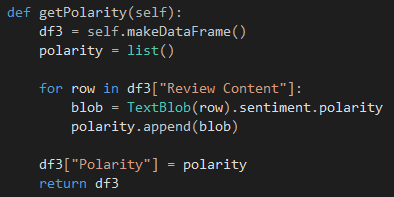 def getPolarity(self):
    df3 = self.makeDataFrame()
    polarity = list()

    for row in df3["Review Content"]:
        blob = TextBlob(row).sentiment.polarity
        polarity.append(blob)

    df3["Polarity"] = polarity
    return df3